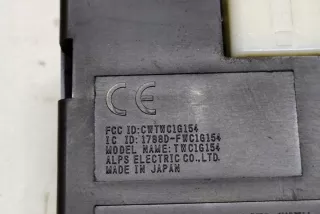 CE
FCC ID:CWTWC1G154
IC ID:1788D-FWC1G154
MODEL NAME:TWC1G154
ALPS ELECTRIC CO.,LTD.
MADE IN JAPAN